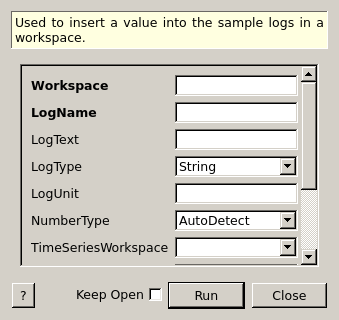 Used to insert a value into the sample logs in a
workspace.
Workspace
LogName
LogText
LogType String
LogUnit
NumberType AutoDetect
TimeSeriesWorkspace
? Keep Open Run Close